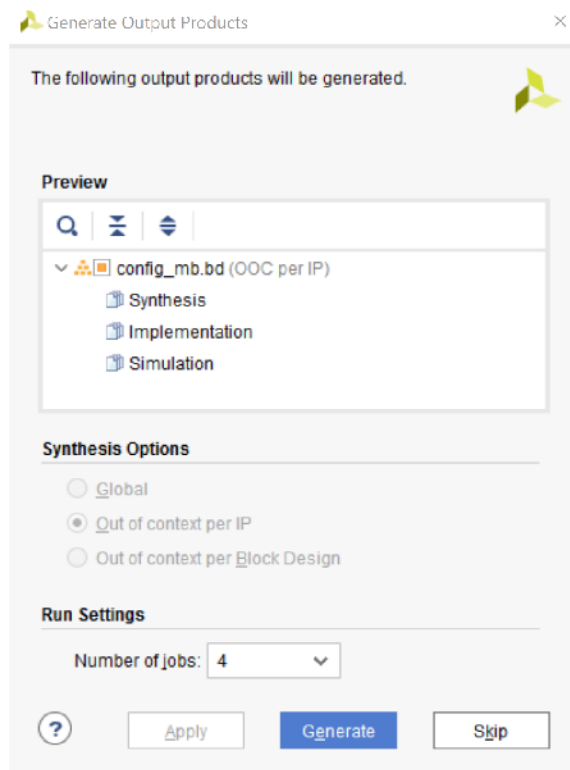 Generate Output Products
The following output products will be generated.
Preview
config_mb.bd (OOC per IP)
Synthesis
Implementation
Simulation
Synthesis Options
Global
Out of context per IP
Out of context per Block Design
Run Settings
Number of jobs: 4
? Apply Generate Skip